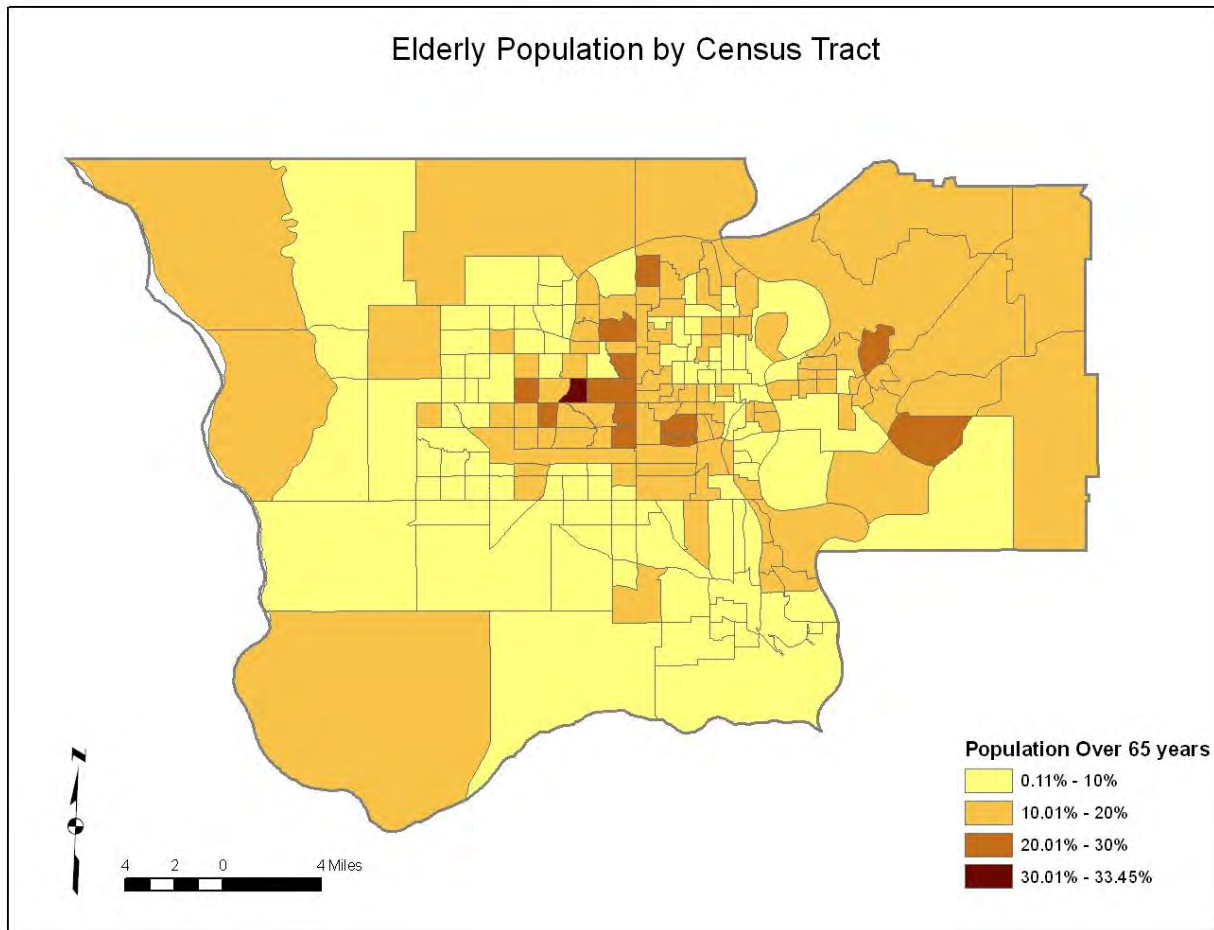 Elderly Population by Census Tract
Population Over 65 years
0.11% - 10%
10.01% - 20%
20.01% - 30%
30.01% - 33.45%
N
4 2 0 4 Miles